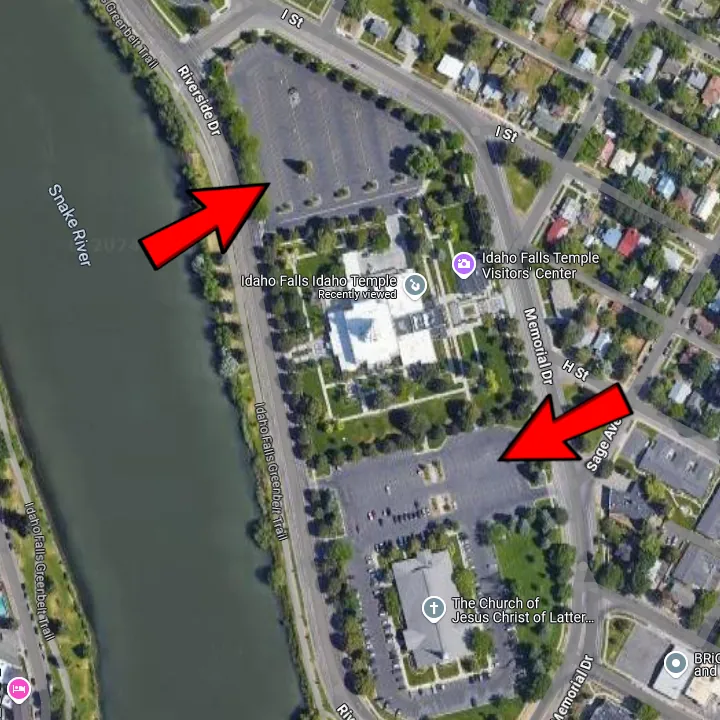 Greenbelt Trail
I St
Riverside Dr
I St
Snake River
Idaho Falls Temple
Visitors' Center
Idaho Falls Idaho Temple
Recently viewed
Memorial Dr
H St
Sage Ave
Idaho Falls Greenbelt Trail
Idaho Falls Greenbelt Trail
The Church of
Jesus Christ of Latter...
Memorial Dr
and